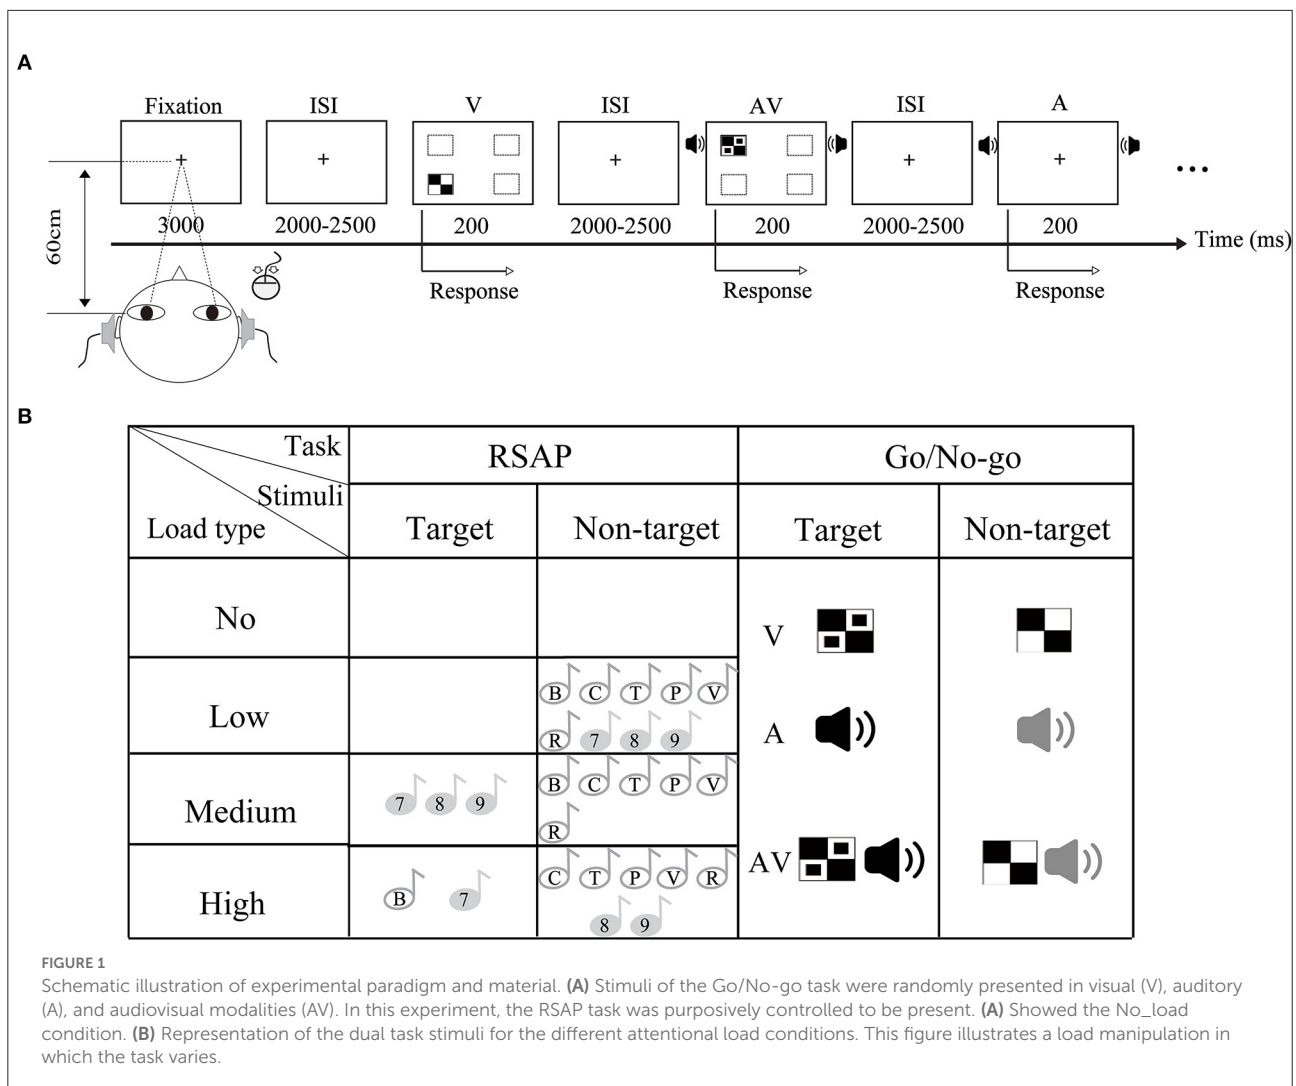 A
Fixation ISI V ISI AV ISI A
3000 2000-2500 200 2000-2500 200 2000-2500 200
Time (ms)
60cm
Response Response Response
B
Task RSAP Go/No-go
Stimuli
Load type Target Non-target Target Non-target
No
V
Low
B C T P V
R 7 8 9
A
Medium
7 8 9
B C T P V
R
High
B 7
C T P V R
8 9
AV
FIGURE 1
Schematic illustration of experimental paradigm and material. (A) Stimuli of the Go/No-go task were randomly presented in visual (V), auditory
(A), and audiovisual modalities (AV). In this experiment, the RSAP task was purposively controlled to be present. (A) Showed the No_load
condition. (B) Representation of the dual task stimuli for the different attentional load conditions. This figure illustrates a load manipulation in
which the task varies.